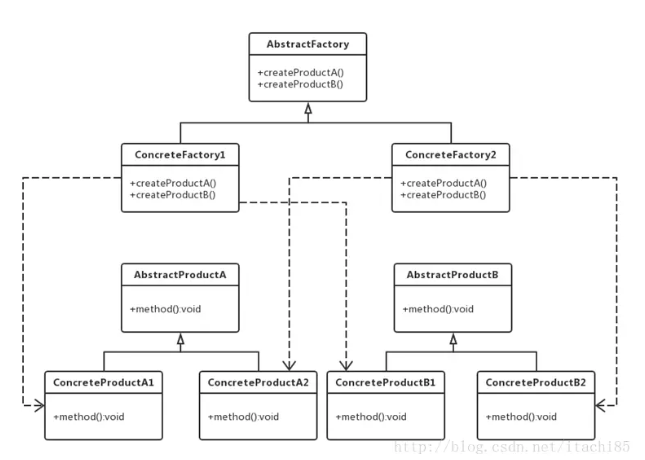 AbstractFactory
+createProductA()
+createProductB()
ConcreteFactory1
+createProductA()
+createProductB()
ConcreteFactory2
+createProductA()
+createProductB()
AbstractProductA
+method():void
AbstractProductB
+method():void
ConcreteProductA1
+method():void
ConcreteProductA2
+method():void
ConcreteProductB1
+method():void
ConcreteProductB2
+method():void
http://blog.csdn.net/itachi85